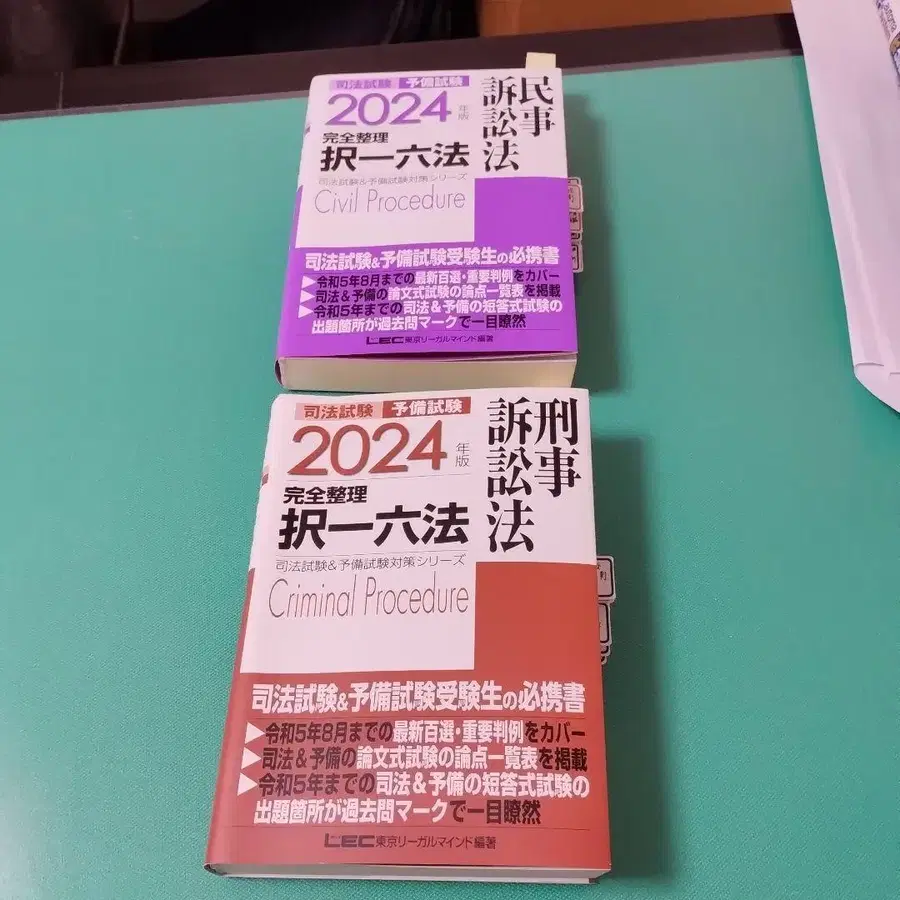 司法試験 予備試験
2024年版
完全整理
択一六法
司法試験&予備試験対策シリーズ
Civil Procedure
民事
訴訟法
司法試験&予備試験受験生の必携書
▶令和5年8月までの最新百選・重要判例をカバー
▶司法&予備の論文式試験の論点一覧表を掲載
▶令和5年までの司法&予備の短答式試験の
出題箇所が過去問マークで一目瞭然
LEC東京リーガルマインド編著
司法試験 予備試験
2024年版
完全整理
択一六法
司法試験&予備試験対策シリーズ
Criminal Procedure
刑事
訴訟法
司法試験&予備試験受験生の必携書
▶令和5年8月までの最新百選・重要判例をカバー
▶司法&予備の論文式試験の論点一覧表を掲載
▶令和5年までの司法&予備の短答式試験の
出題箇所が過去問マークで一目瞭然
LEC東京リーガルマインド編著